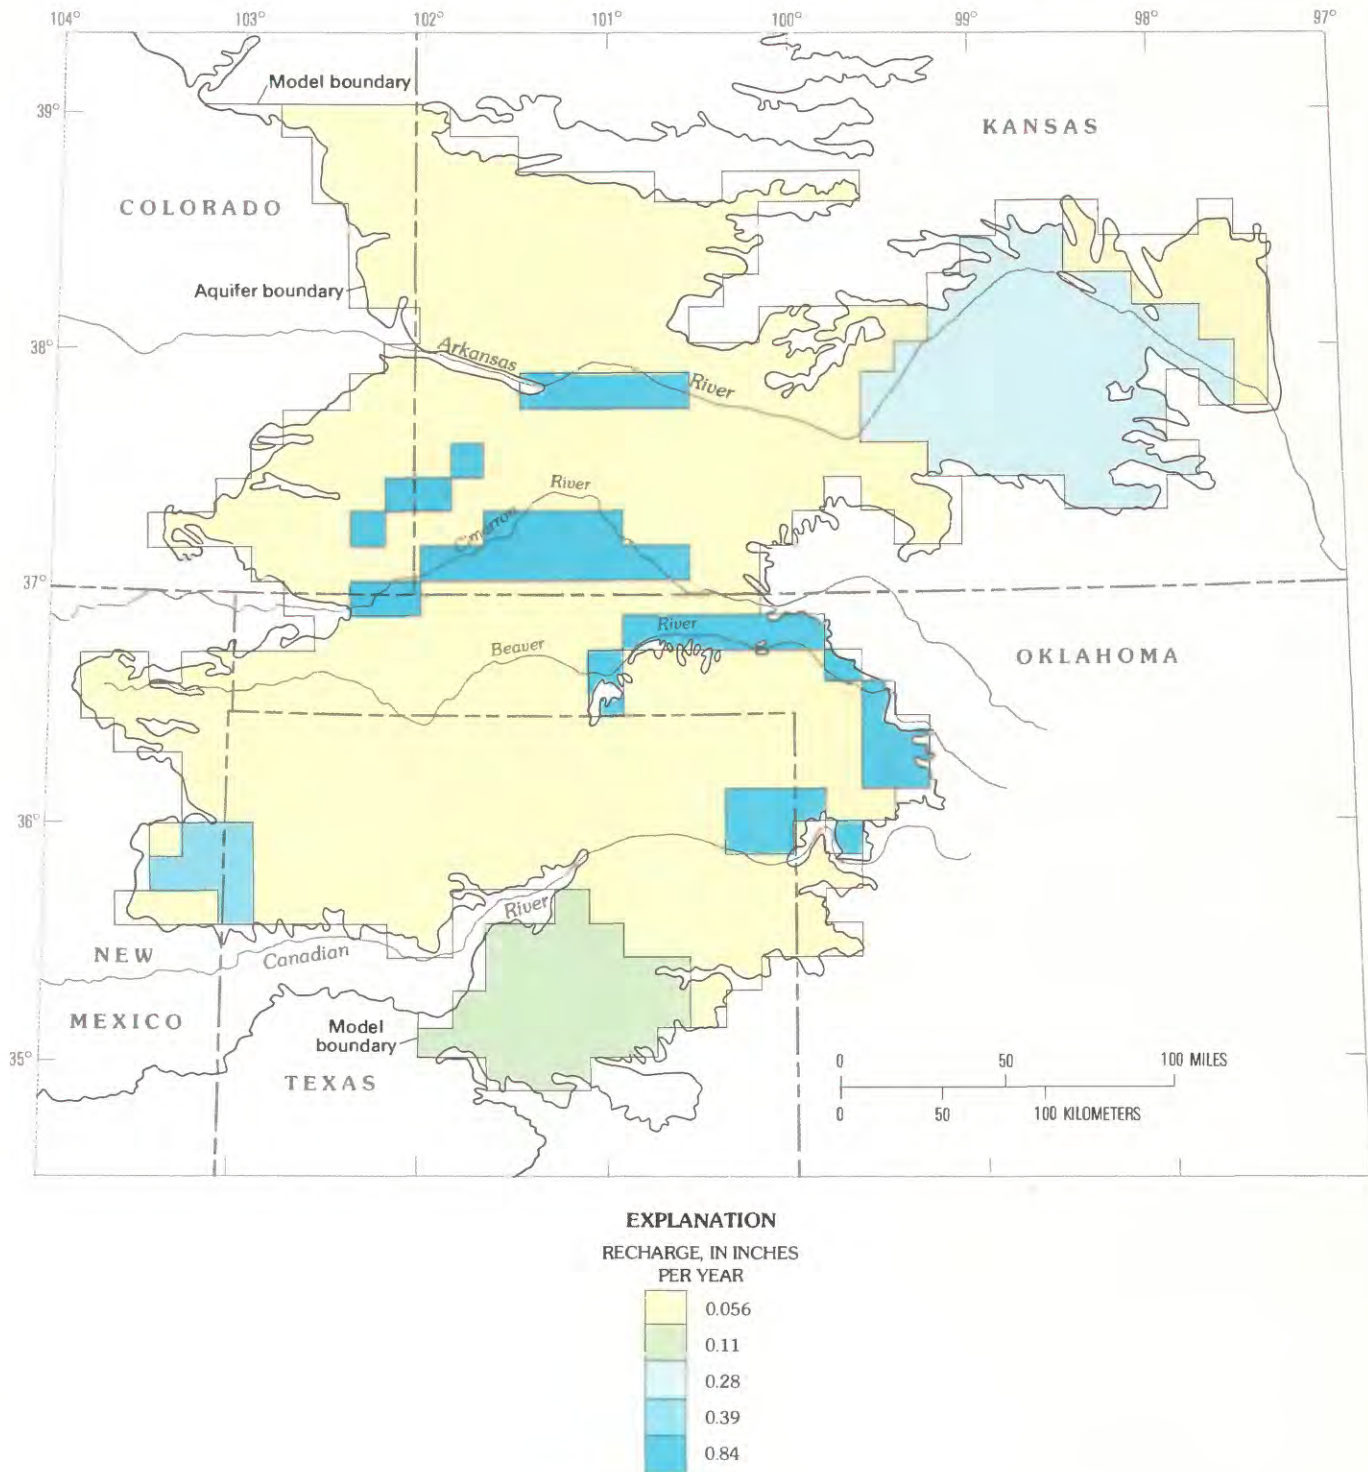 104°
103°
102°
101°
100°
99°
98°
97°
Model boundary
39°
KANSAS
COLORADO
Aquifer boundary
38°
Arkansas
River
River
Cimarron
37°
River
Beaver
OKLAHOMA
36°
River
NEW
Canadian
MEXICO
Model
boundary
35°
TEXAS
0 50 100 MILES
0 50 100 KILOMETERS
EXPLANATION
RECHARGE, IN INCHES
PER YEAR
0.056
0.11
0.28
0.39
0.84